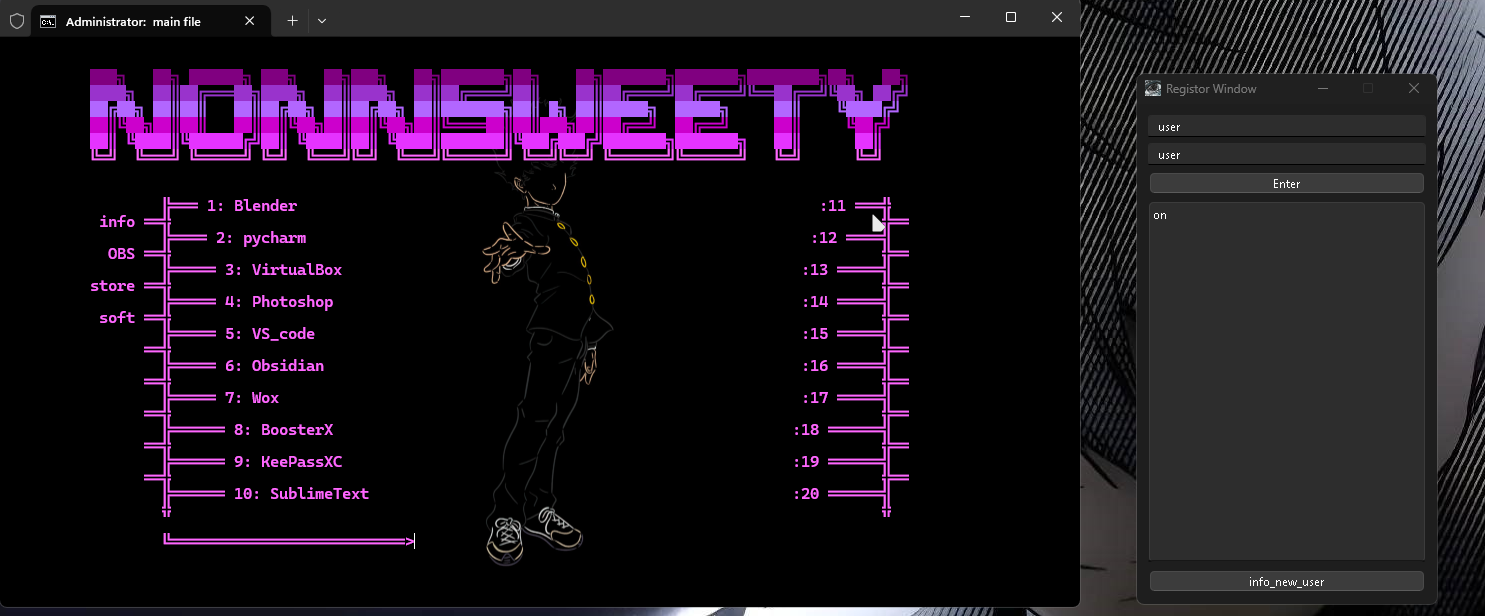 Administrator: main file
NONNSWEETY
1: Blender :11
info
2: pycharm :12
OBS
3: VirtualBox :13
store
4: Photoshop :14
soft
5: VS_code :15
6: Obsidian :16
7: Wox :17
8: BoosterX :18
9: KeePassXC :19
10: SublimeText :20
>
Registor Window
user
user
Enter
on
info_new_user